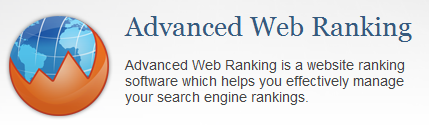 Advanced Web Ranking
Advanced Web Ranking is a website ranking
software which helps you effectively manage
your search engine rankings.